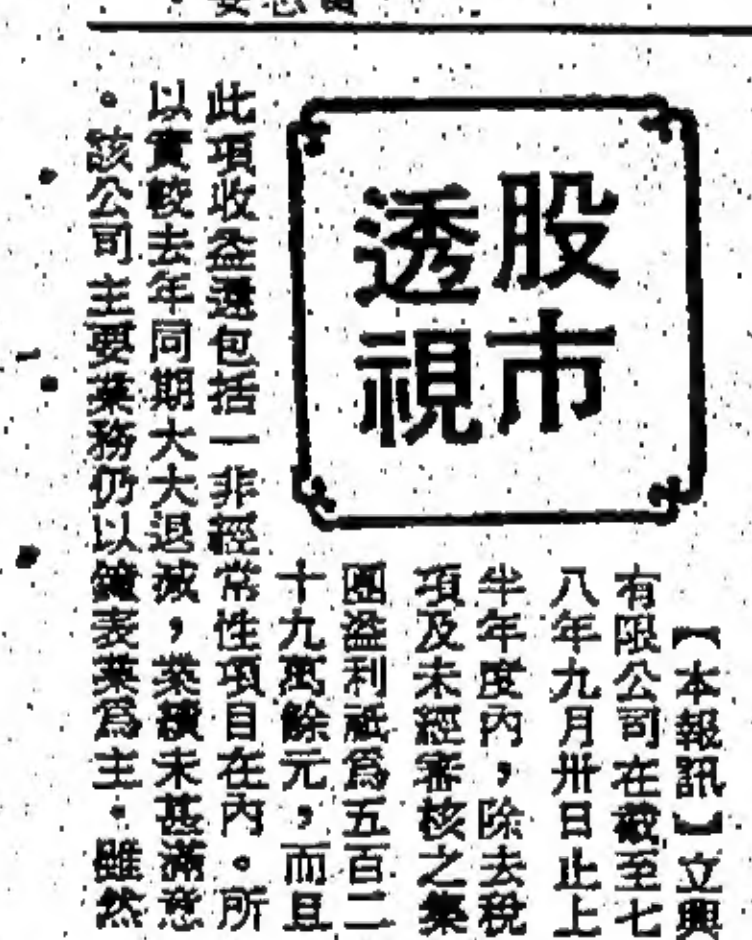 股市
透視
【本報訊】立興
有限公司在截至七
八年九月卅日止上
半年度內，除去稅
項及未經審核之集
團盈利祇爲五百二
十九萬餘元，而且
此項收益還包括一非經常性項目在內。所
以實較去年同期大大退減，業績未甚滿意
。該公司主要業務仍以鐘表業爲主。雖然